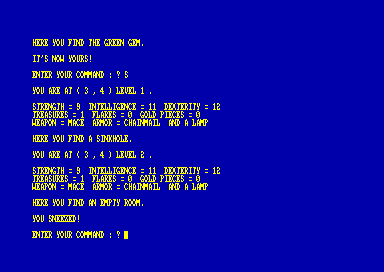 HERE YOU FIND THE GREEN GEM.
IT'S NOW YOURS!
ENTER YOUR COMMAND : ? S
YOU ARE AT ( 3 , 4 ) LEVEL 1 .
STRENGTH = 9 INTELLIGENCE = 11 DEXTERITY = 12
TREASURES = 1 FLARES = 0 GOLD PIECES = 0
WEAPON = MACE ARMOR = CHAINMAIL AND A LAMP
HERE YOU FIND A SINKHOLE.
YOU ARE AT ( 3 , 4 ) LEVEL 2 .
STRENGTH = 9 INTELLIGENCE = 11 DEXTERITY = 12
TREASURES = 1 FLARES = 0 GOLD PIECES = 0
WEAPON = MACE ARMOR = CHAINMAIL AND A LAMP
HERE YOU FIND AN EMPTY ROOM.
YOU SNEEZED!
ENTER YOUR COMMAND : ?